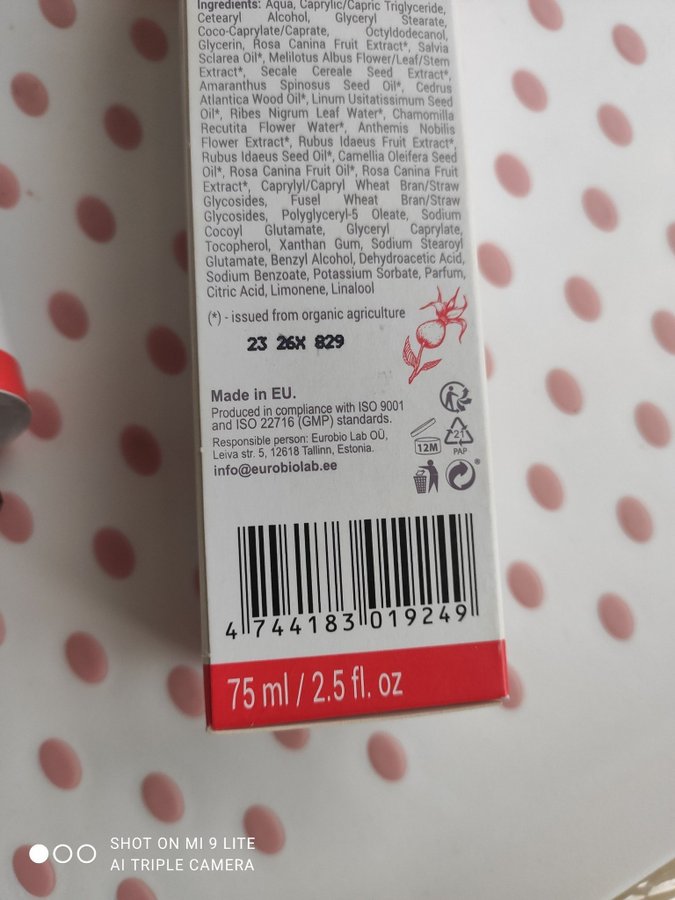 Ingredients: Aqua, Caprylic/Capric Triglyceride,
Cetearyl Alcohol, Glyceryl Stearate,
Coco-Caprylate/Caprate, Octyldodecanol,
Glycerin, Rosa Canina Fruit Extract*, Salvia
Sclarea Oil*, Melilotus Albus Flower/Leaf/Stem
Extract*, Secale Cereale Seed Extract*,
Amaranthus Spinosus Seed Oil*, Cedrus
Atlantica Wood Oil*, Linum Usitatissimum Seed
Oil*, Ribes Nigrum Leaf Water*, Chamomilla
Recutita Flower Water*, Anthemis Nobilis
Flower Extract*, Rubus Idaeus Fruit Extract*,
Rubus Idaeus Seed Oil*, Camellia Oleifera Seed
Oil*, Rosa Canina Fruit Oil*, Rosa Canina Fruit
Extract*, Caprylyl/Capryl Wheat Bran/Straw
Glycosides, Fusel Wheat Bran/Straw
Glycosides, Polyglyceryl-5 Oleate, Sodium
Cocoyl Glutamate, Glyceryl Caprylate,
Tocopherol, Xanthan Gum, Sodium Stearoyl
Glutamate, Benzyl Alcohol, Dehydroacetic Acid,
Sodium Benzoate, Potassium Sorbate, Parfum,
Citric Acid, Limonene, Linalool
(*) - issued from organic agriculture
23 26X 829
Made in EU.
Produced in compliance with ISO 9001
and ISO 22716 (GMP) standards.
Responsible person: Eurobio Lab OÜ,
Leiva str. 5, 12618 Tallinn, Estonia.
info@eurobiolab.ee
12M
21
PAP
4 744183 019249
75 ml / 2.5 fl. oz
SHOT ON MI 9 LITE
AI TRIPLE CAMERA